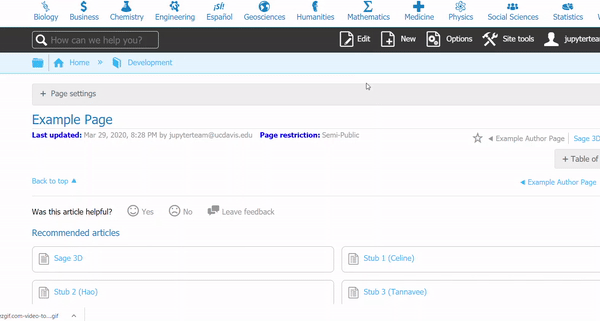 Biology Business Chemistry Engineering Español Geosciences Humanities Mathematics Medicine Physics Social Sciences Statistics
How can we help you? Edit New Options Site tools jupyterteam
Home » Development
+ Page settings
Example Page
Last updated: Mar 29, 2020, 8:28 PM by jupyterteam@ucdavis.edu Page restriction: Semi-Public
Example Author Page Sage 3D
+ Table of
Back to top Example Author Page
Was this article helpful? Yes No Leave feedback
Recommended articles
Sage 3D Stub 1 (Celine)
Stub 2 (Hao) Stub 3 (Tannavee)
zgif.com-video-to....gif